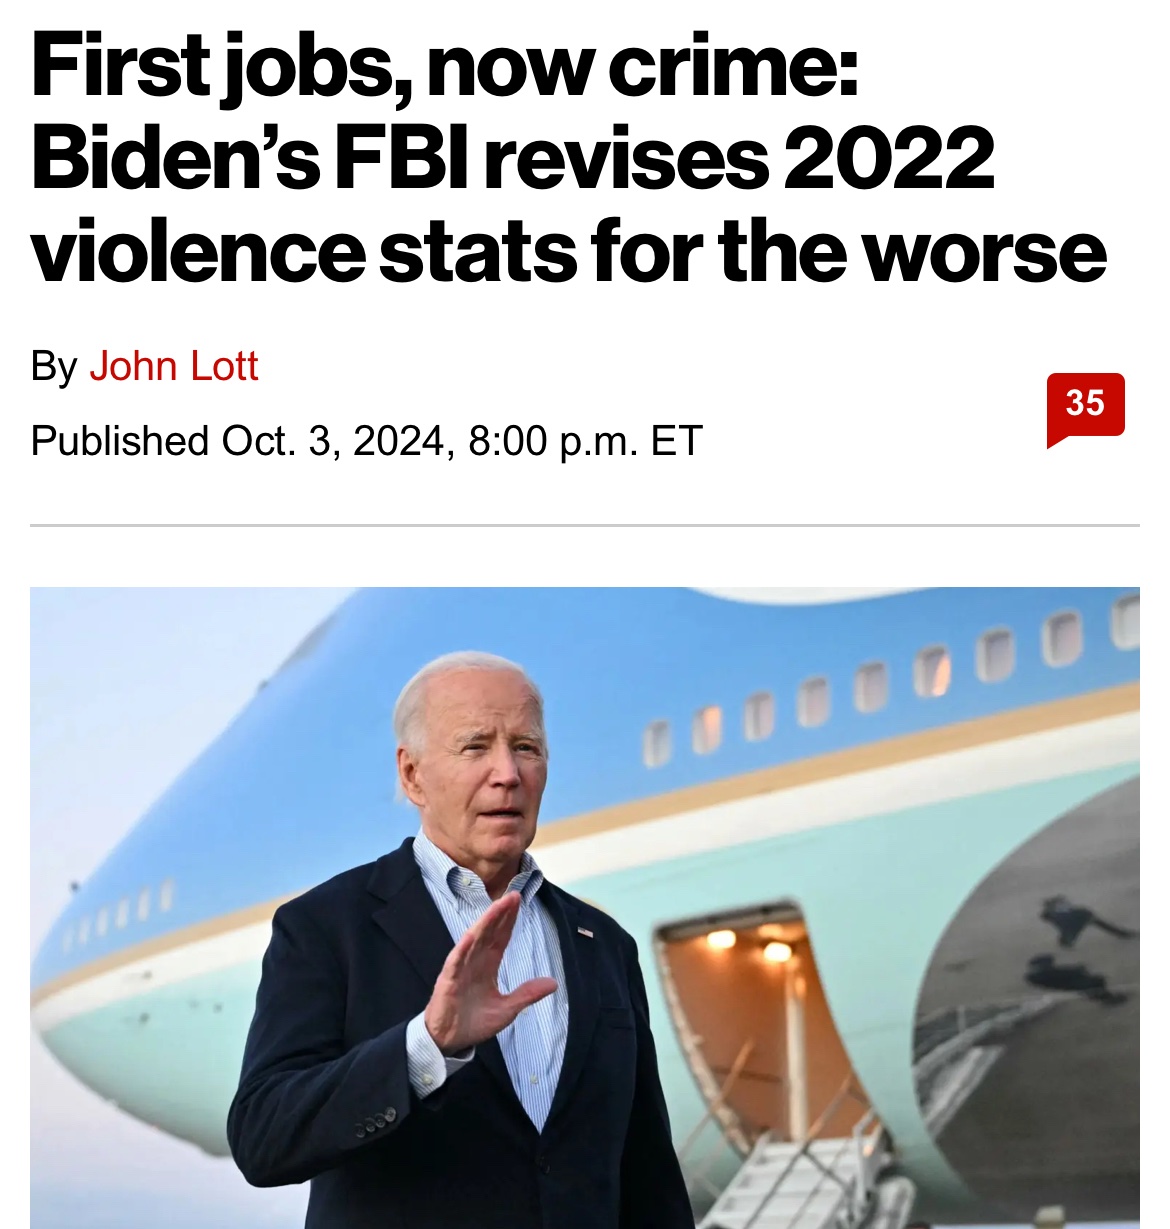 First jobs, now crime:
Biden’s FBI revises 2022
violence stats for the worse
By John Lott
35
Published Oct. 3, 2024, 8:00 p.m. ET